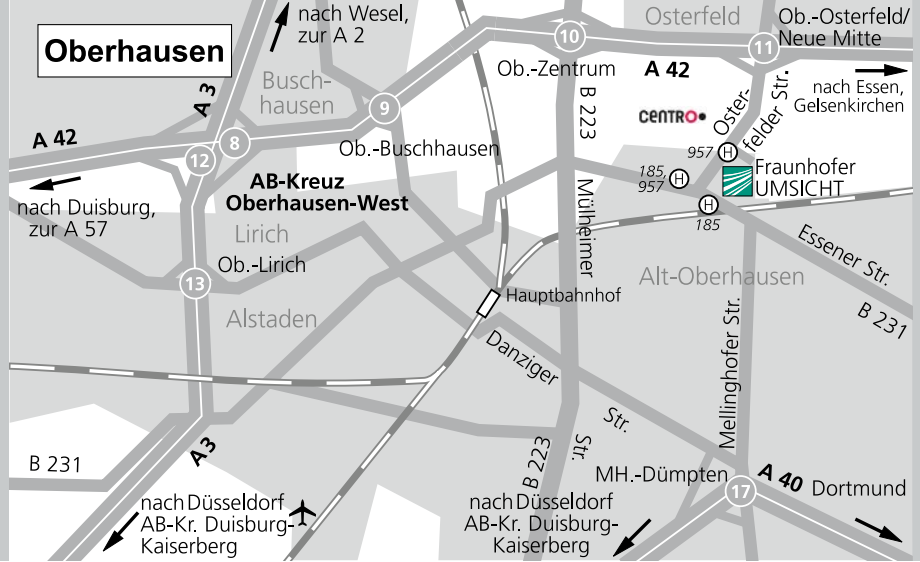 Oberhausen
nach Wesel,
zur A 2
Osterfeld
Ob.-Osterfeld/
Neue Mitte
10
11
Ob.-Zentrum
A 42
nach Essen,
Gelsenkirchen
A 3
Busch-
hausen
9
B 223
CENTRO
Oster-
felder Str.
A 42
8
12
Ob.-Buschhausen
957
H
Fraunhofer
UMSICHT
185,
957
H
AB-Kreuz
Oberhausen-West
nach Duisburg,
zur A 57
H
185
Mülheimer
Lirich
Ob.-Lirich
13
Essener Str.
Alt-Oberhausen
Hauptbahnhof
B 231
Alstaden
Danziger
Mellinghofer Str.
Str.
Str.
A 3
B 231
B 223
MH.-Dümpten
17
A 40
Dortmund
nach Düsseldorf
AB-Kr. Duisburg-
Kaiserberg
nach Düsseldorf
AB-Kr. Duisburg-
Kaiserberg